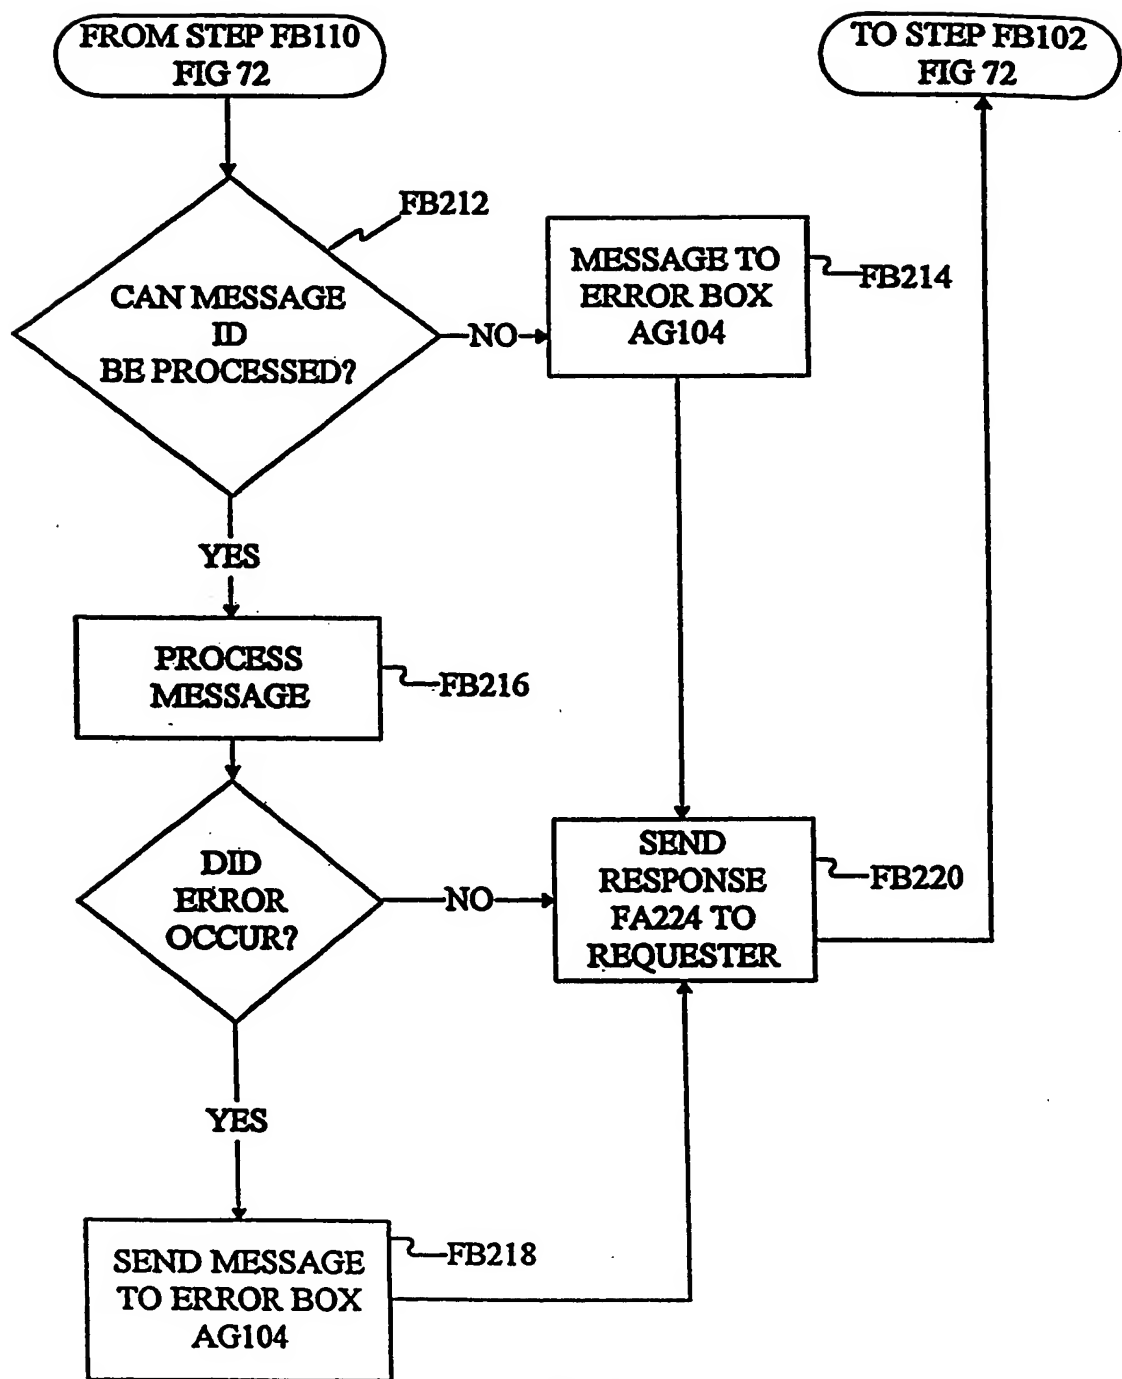 FROM STEP FB110
FIG 72
TO STEP FB102
FIG 72
FB212
CAN MESSAGE
ID
BE PROCESSED?
NO
MESSAGE TO
ERROR BOX
AG104
FB214
YES
PROCESS
MESSAGE
FB216
DID
ERROR
OCCUR?
NO
SEND
RESPONSE
FA224 TO
REQUESTER
FB220
YES
SEND MESSAGE
TO ERROR BOX
AG104
FB218